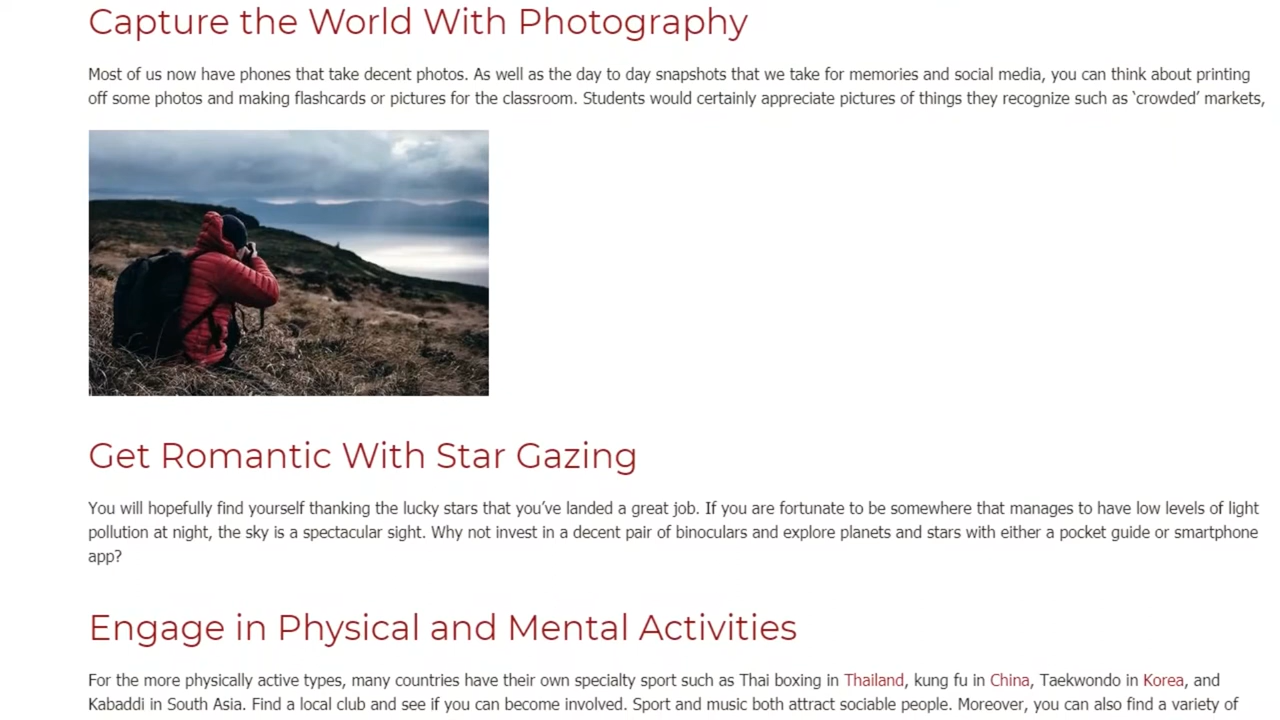 Capture the World With Photography
Most of us now have phones that take decent photos. As well as the day to day snapshots that we take for memories and social media, you can think about printing
off some photos and making flashcards or pictures for the classroom. Students would certainly appreciate pictures of things they recognize such as ‘crowded’ markets,
Get Romantic With Star Gazing
You will hopefully find yourself thanking the lucky stars that you’ve landed a great job. If you are fortunate to be somewhere that manages to have low levels of light
pollution at night, the sky is a spectacular sight. Why not invest in a decent pair of binoculars and explore planets and stars with either a pocket guide or smartphone
app?
Engage in Physical and Mental Activities
For the more physically active types, many countries have their own specialty sport such as Thai boxing in Thailand, kung fu in China, Taekwondo in Korea, and
Kabaddi in South Asia. Find a local club and see if you can become involved. Sport and music both attract sociable people. Moreover, you can also find a variety of